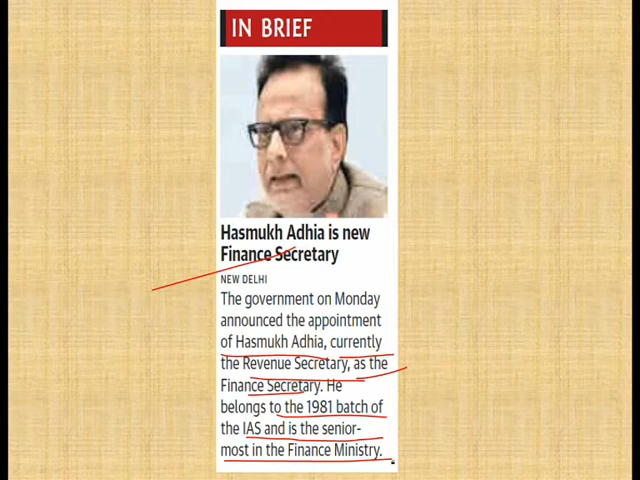 IN BRIEF
Hasmukh Adhia is new
Finance Secretary
NEW DELHI
The government on Monday
announced the appointment
of Hasmukh Adhia, currently
the Revenue Secretary, as the
Finance Secretary. He
belongs to the 1981 batch of
the IAS and is the senior-
most in the Finance Ministry.